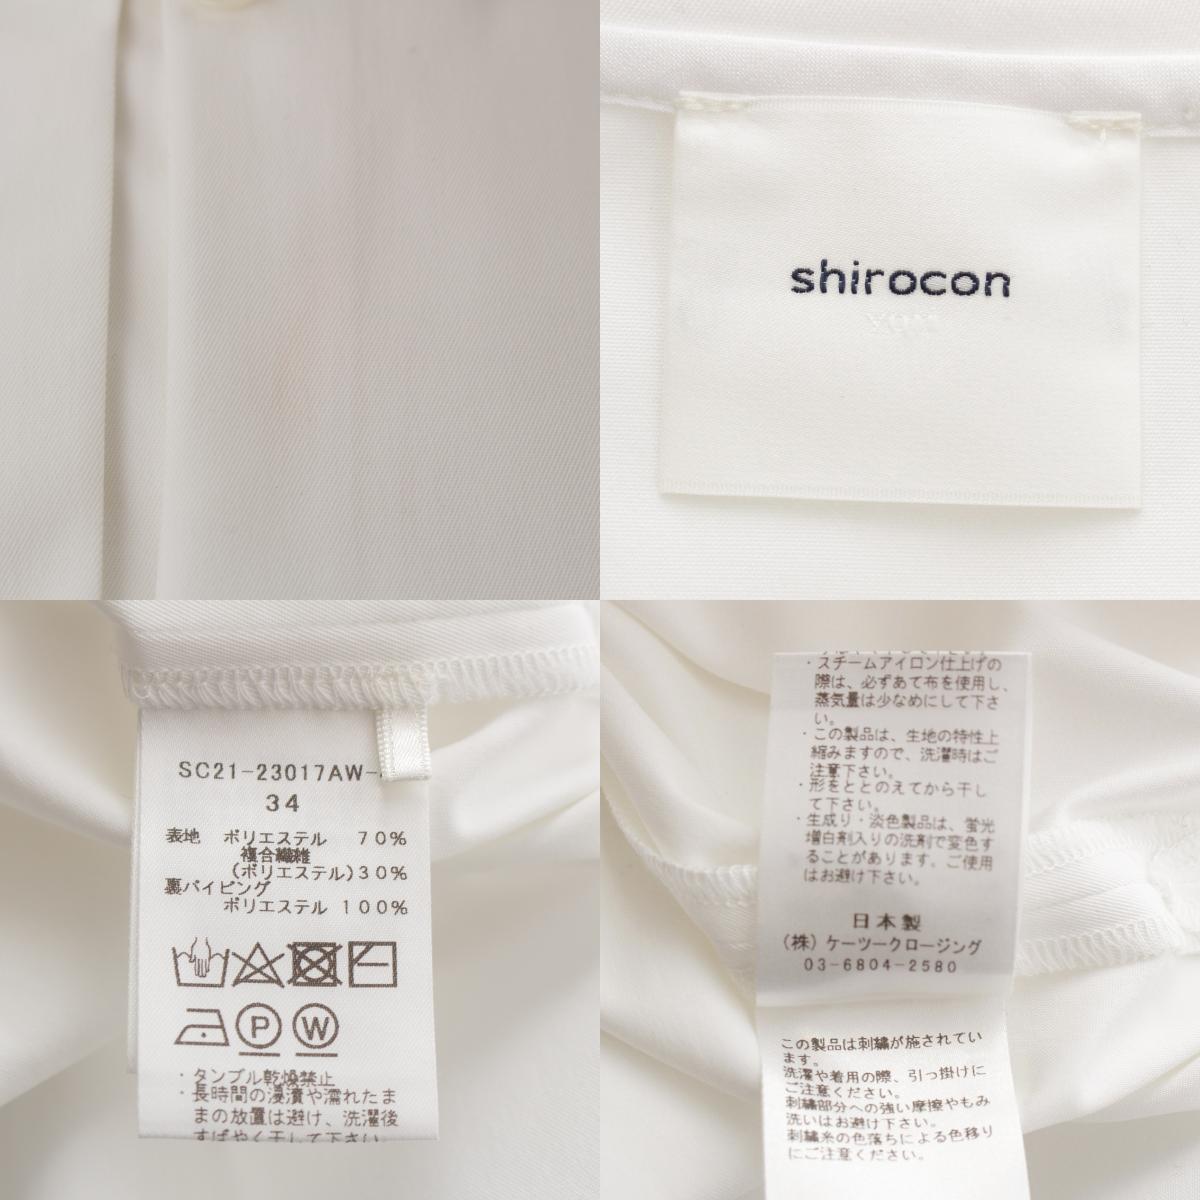 shirocon
SC21-23017AW-
34
表地 ポリエステル 70%
複合繊維
(ポリエステル)30%
裏パイピング
ポリエステル 100%
P W
・タンブル乾燥禁止
・長時間の浸漬や濡れたま
まの放置は避け、洗濯後
すばやく干して下さい。
・スチームアイロン仕上げの
際は、必ずあて布を使用し、
蒸気量は少なめにして下さ
い。
・この製品は、生地の特性上
縮みますので、洗濯時はご
注意下さい。
・形をととのえてから干し
て下さい。
・生成り・淡色製品は、蛍光
増白剤入りの洗剤で変色す
ることがあります。ご使用
はお避け下さい。
日本製
(株)ケーツークロージング
03-6804-2580
この製品は刺繍が施されてい
ます。
洗濯や着用の際、引っ掛けに
ご注意ください。
刺繍部分への強い摩擦やもみ
洗いはお避けください。
刺繍糸の色落ちによる色移り
にご注意ください。